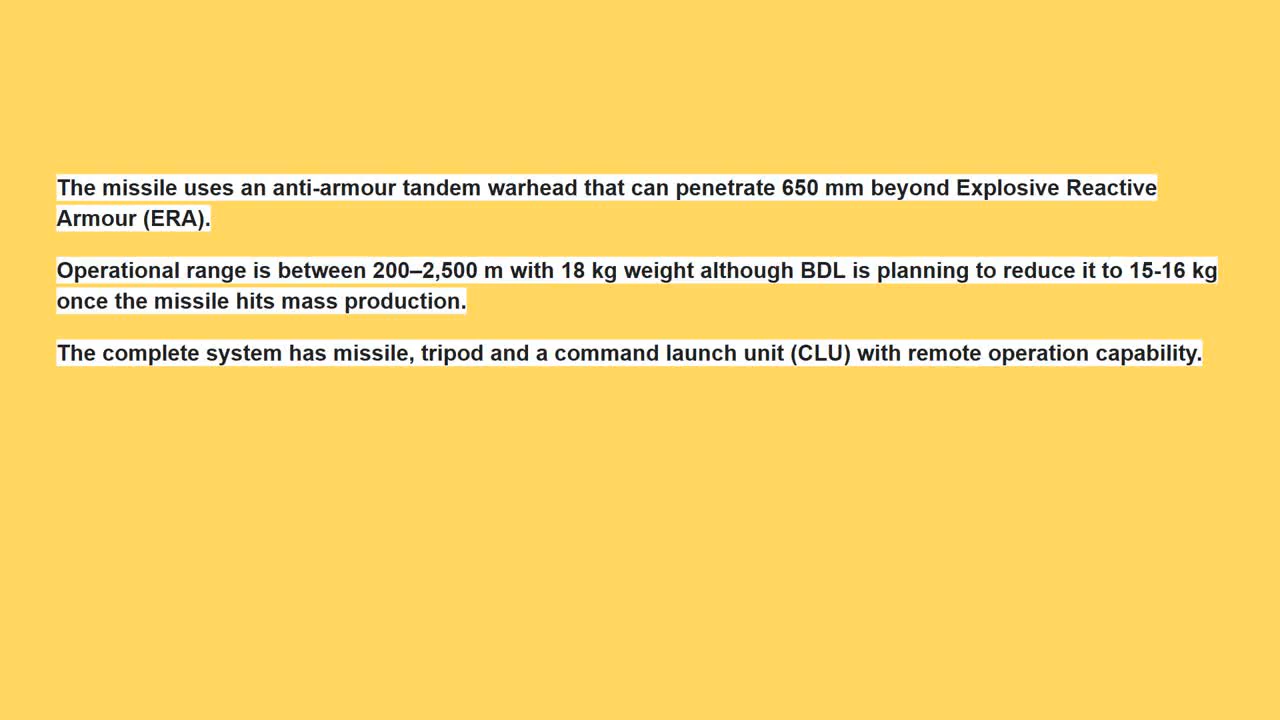 The missile uses an anti-armour tandem warhead that can penetrate 650 mm beyond Explosive Reactive
Armour (ERA).
Operational range is between 200–2,500 m with 18 kg weight although BDL is planning to reduce it to 15-16 kg
once the missile hits mass production.
The complete system has missile, tripod and a command launch unit (CLU) with remote operation capability.